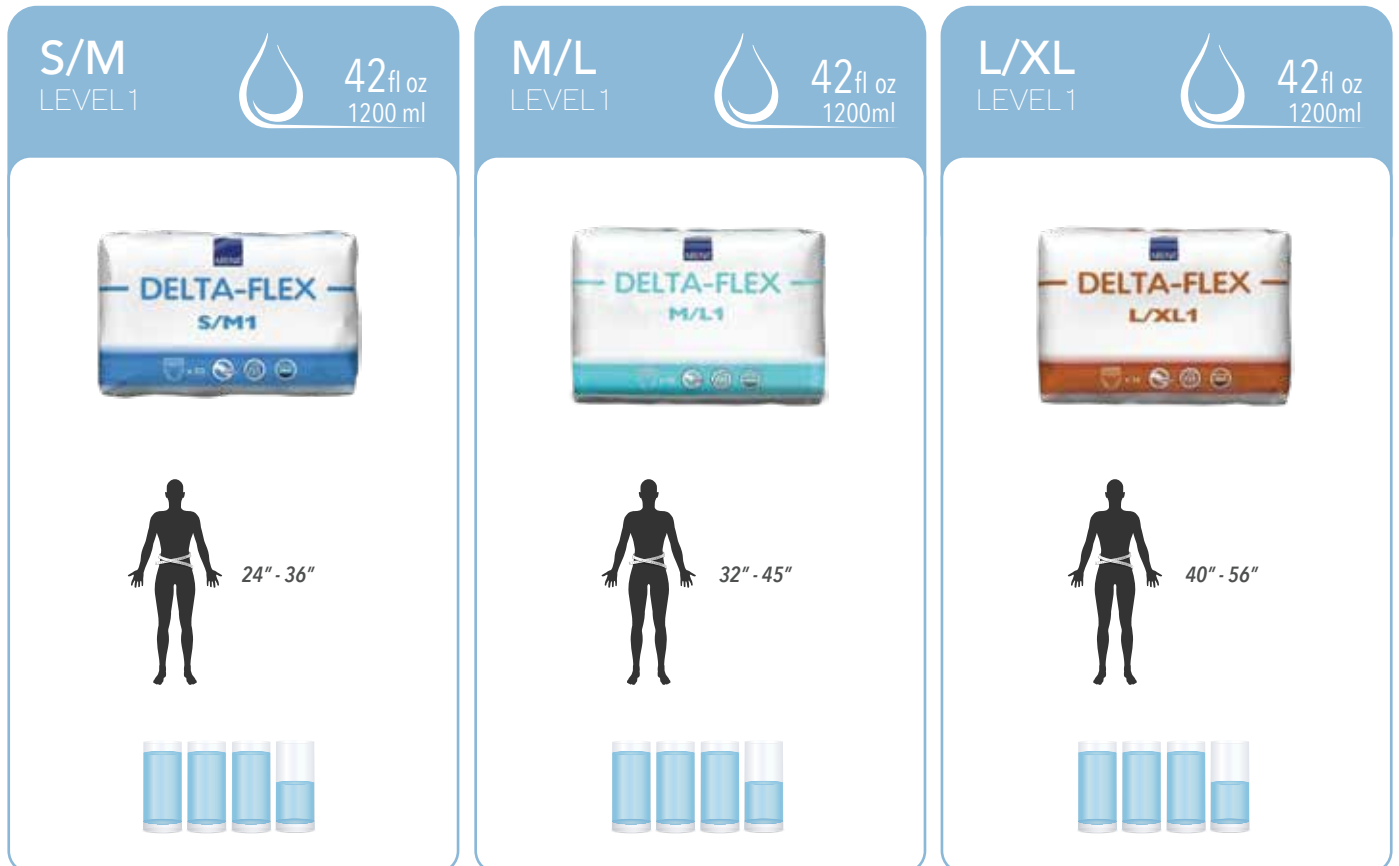 S/M
LEVEL 1
42fl oz
1200 ml
DELTA-FLEX
S/M1
24" - 36"
M/L
LEVEL 1
42fl oz
1200ml
DELTA-FLEX
M/L1
32" - 45"
L/XL
LEVEL 1
42fl oz
1200ml
DELTA-FLEX
L/XL1
40" - 56"